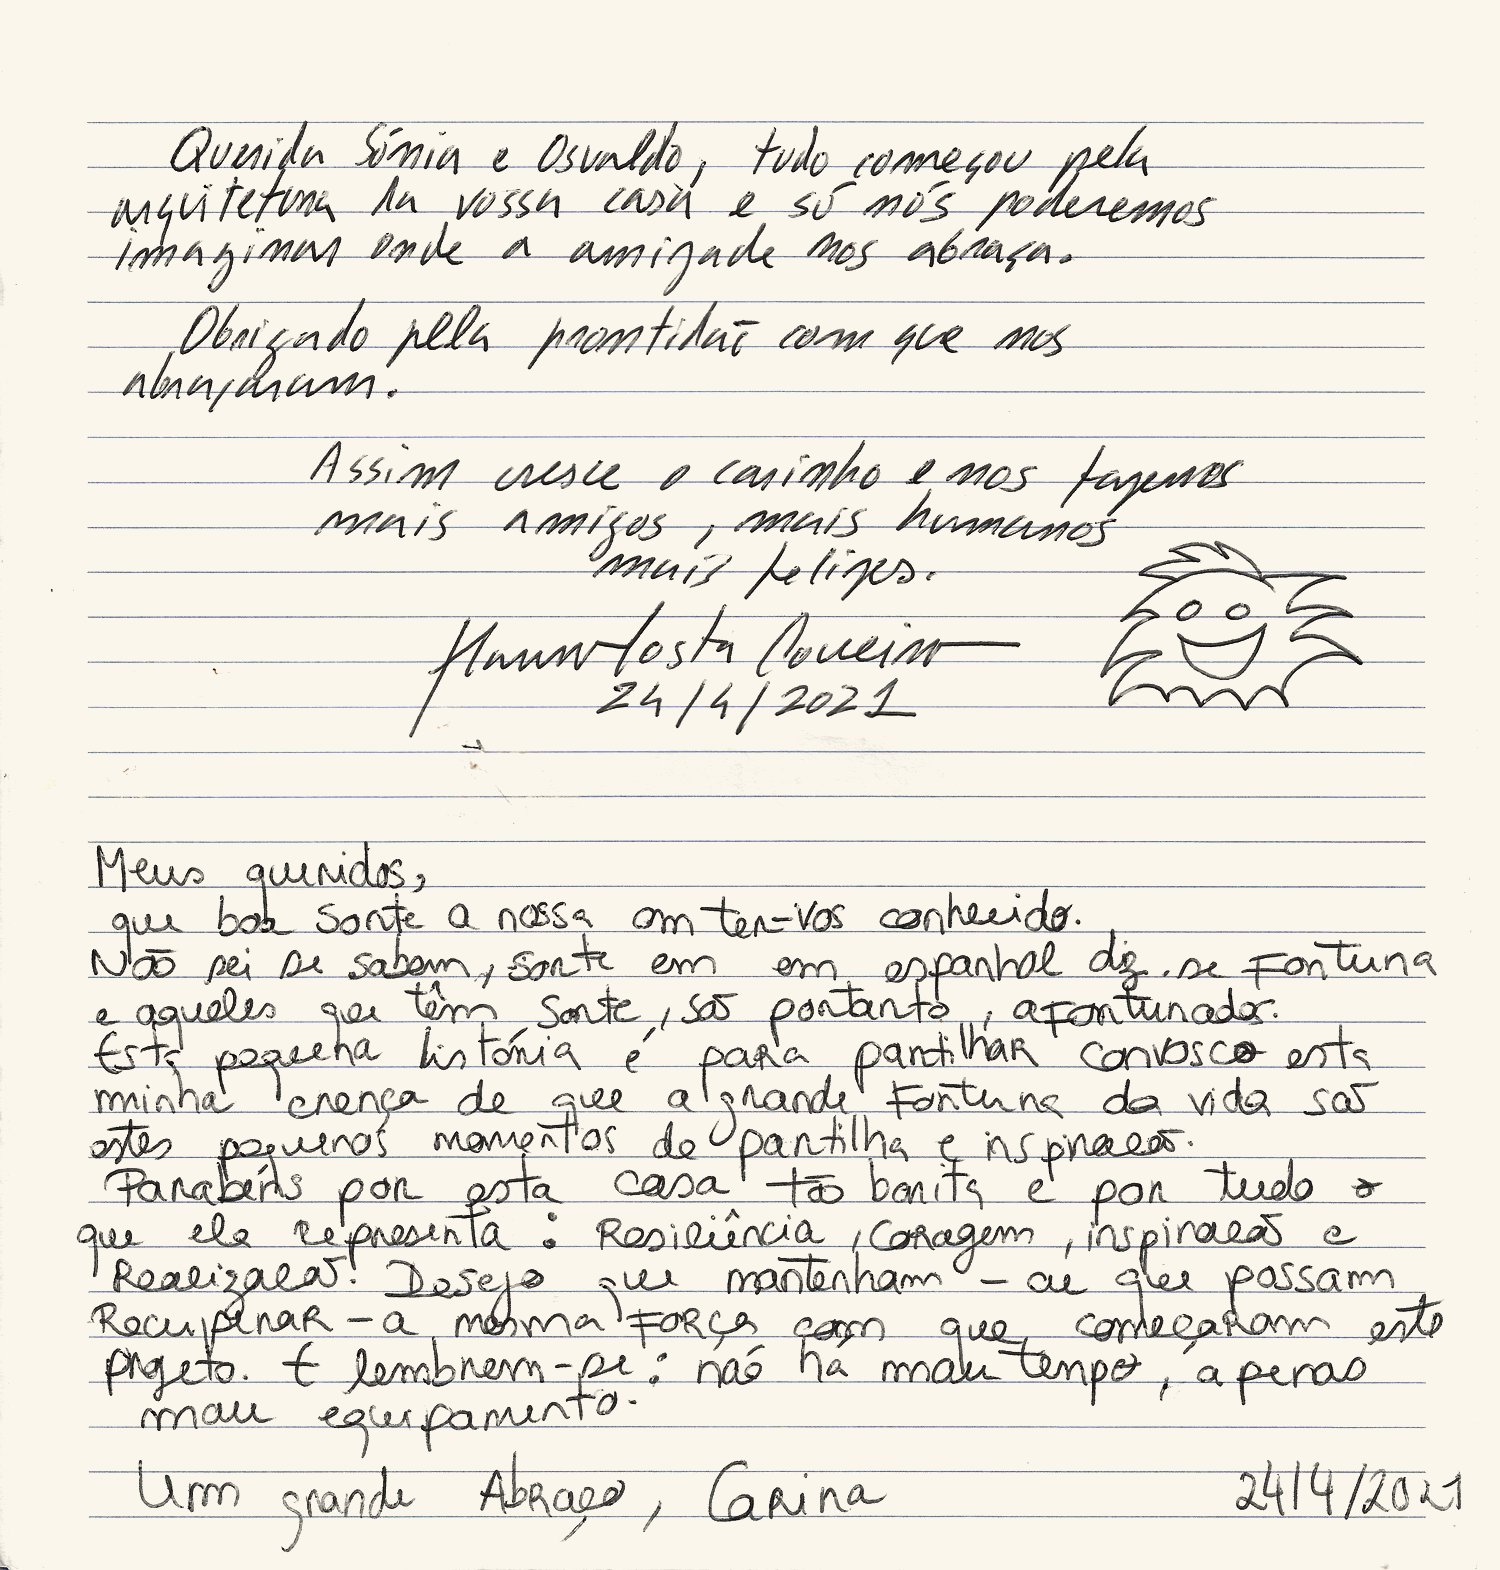 Querida Sónia e Osvaldo, tudo começou pela
arquitetura da vossa casa e só nós poderemos
imaginar onde a amizade nos abraça.
Obrigado pela prontidão com que nos
abraçaram.
Assim cresce o carinho e nos fazemos
mais amigos, mais humanos
mais felizes.
Costa
24/4/2021
Meus queridos,
que boa sorte a nossa em ter-vos conhecido.
Não sei se sabem, sorte em em espanhol diz-se Fortuna
e aqueles que têm sorte, são portanto, afortunados.
Esta pequena história é para partilhar convosco esta
minha crença de que a grande Fortuna da vida são
estes pequenos momentos de partilha e inspiração.
Parabéns por esta casa tão bonita e por tudo o
que ela representa: Resiliência, Coragem, inspiração e
Realização. Desejo que mantenham - ou que possam
Recuperar - a mesma FORÇA com que começaram este
projeto. E lembrem-se: não há mau tempo, apenas
mau equipamento.
Um grande Abraço, Carina 24/4/2021